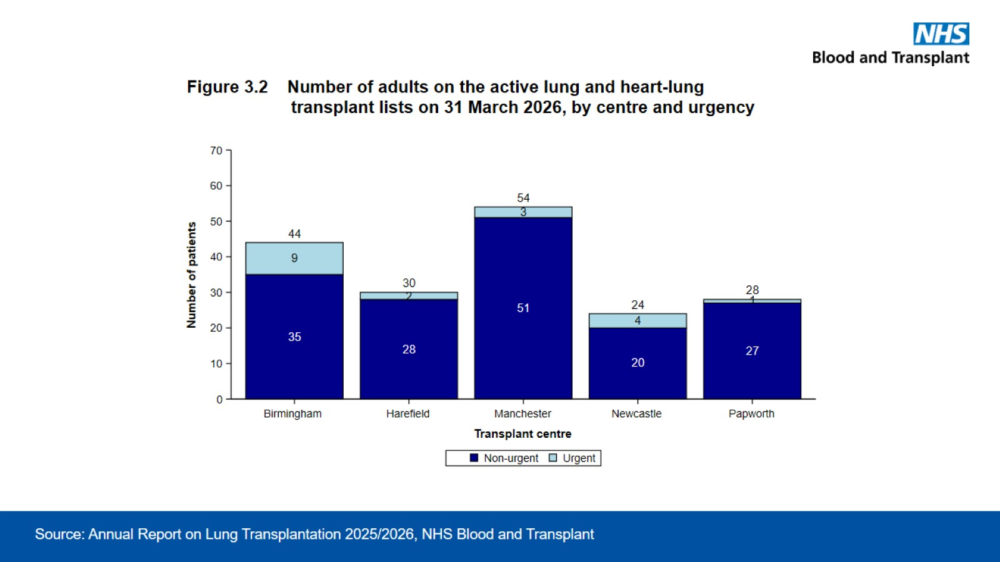 NHS
Blood and Transplant
Figure 3.2 Number of adults on the active lung and heart-lung
transplant lists on 31 March 2026, by centre and urgency
Number of patients
70
60
50
40
30
20
10
0
44
9
35
30
2
28
54
3
51
24
4
20
28
1
27
Birmingham Harefield Manchester Newcastle Papworth
Transplant centre
Non-urgent Urgent
Source: Annual Report on Lung Transplantation 2025/2026, NHS Blood and Transplant